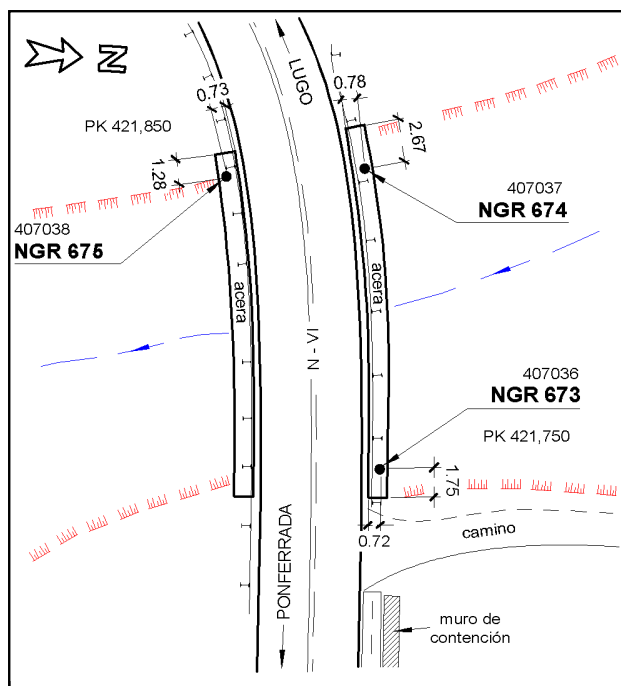 N
LUGO
0.73
0.78
PK 421,850
2.67
1.28
407037
NGR 674
407038
NGR 675
acera
acera
N - VI
407036
NGR 673
PK 421,750
1.75
0.72
camino
PONFERRADA
muro de
contención